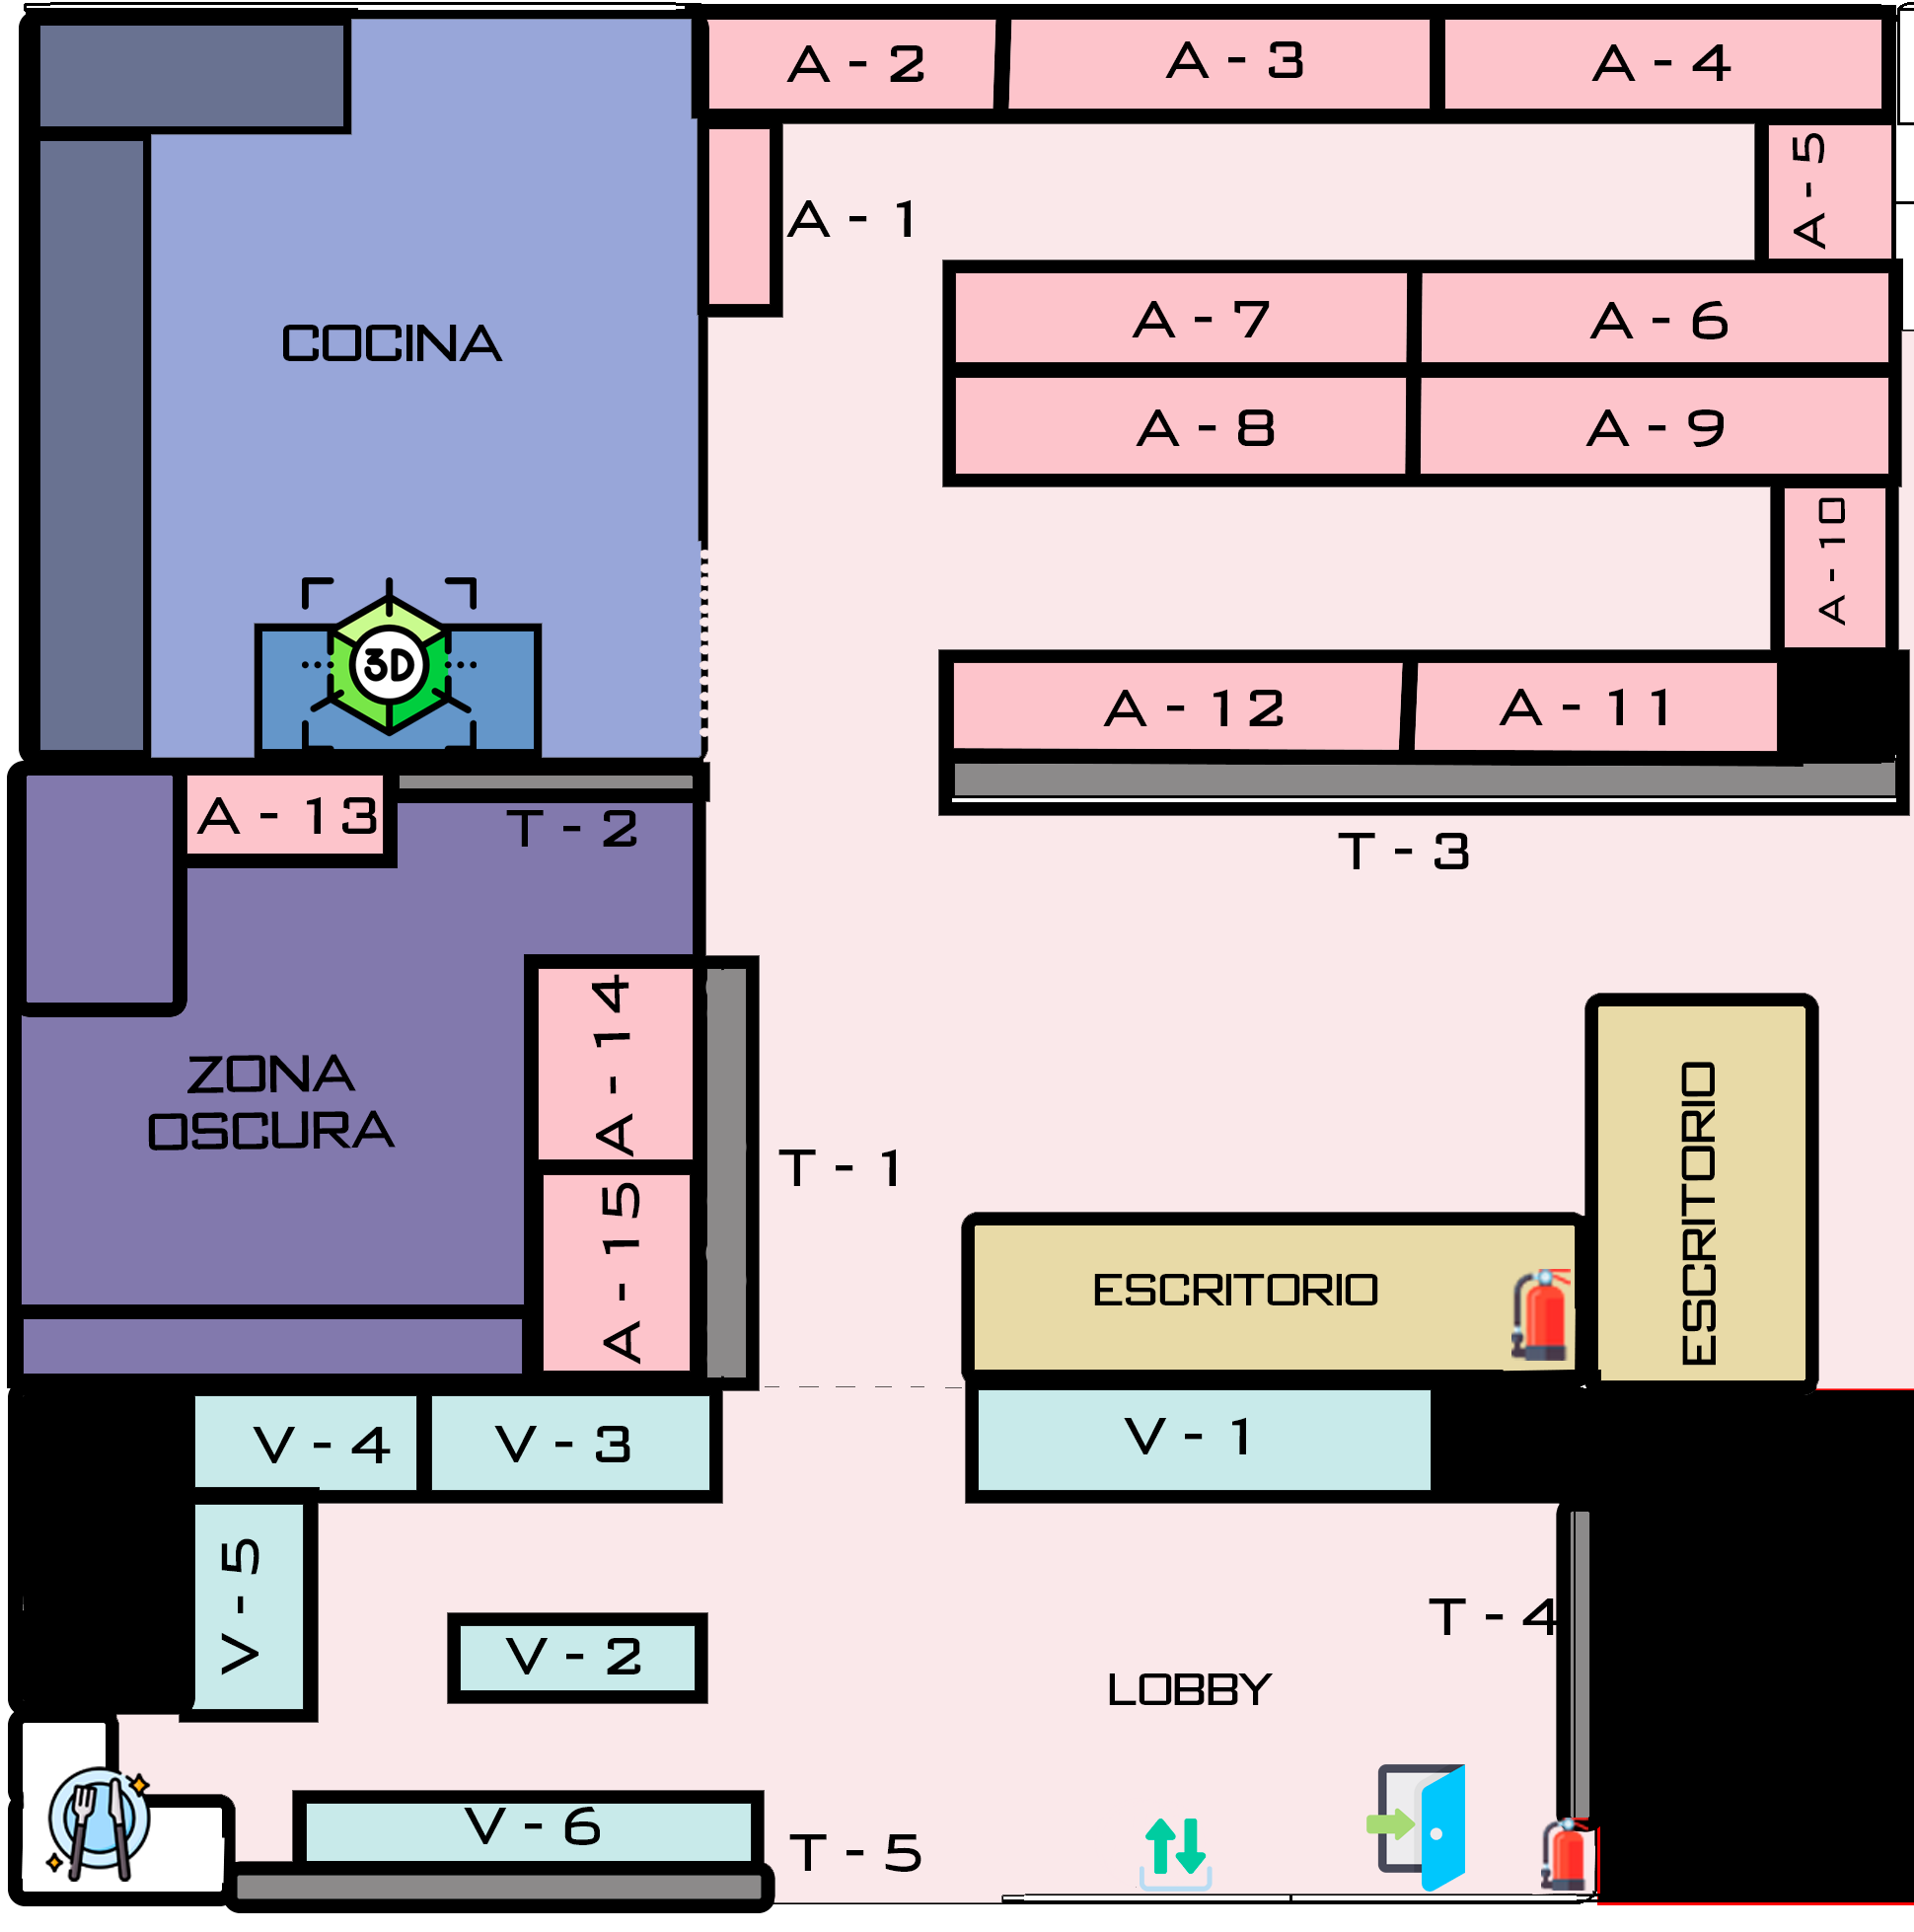 A - 2
A - 3
A - 4
A - 5
A - 1
A - 7
A - 6
COCINA
A - 8
A - 9
A - 10
3D
A - 12
A - 11
A - 13
T - 2
T - 3
A - 14
ZONA
OSCURA
T - 1
A - 15
ESCRITORIO
ESCRITORIO
V - 4
V - 3
V - 1
V - 5
T - 4
V - 2
LOBBY
V - 6
T - 5